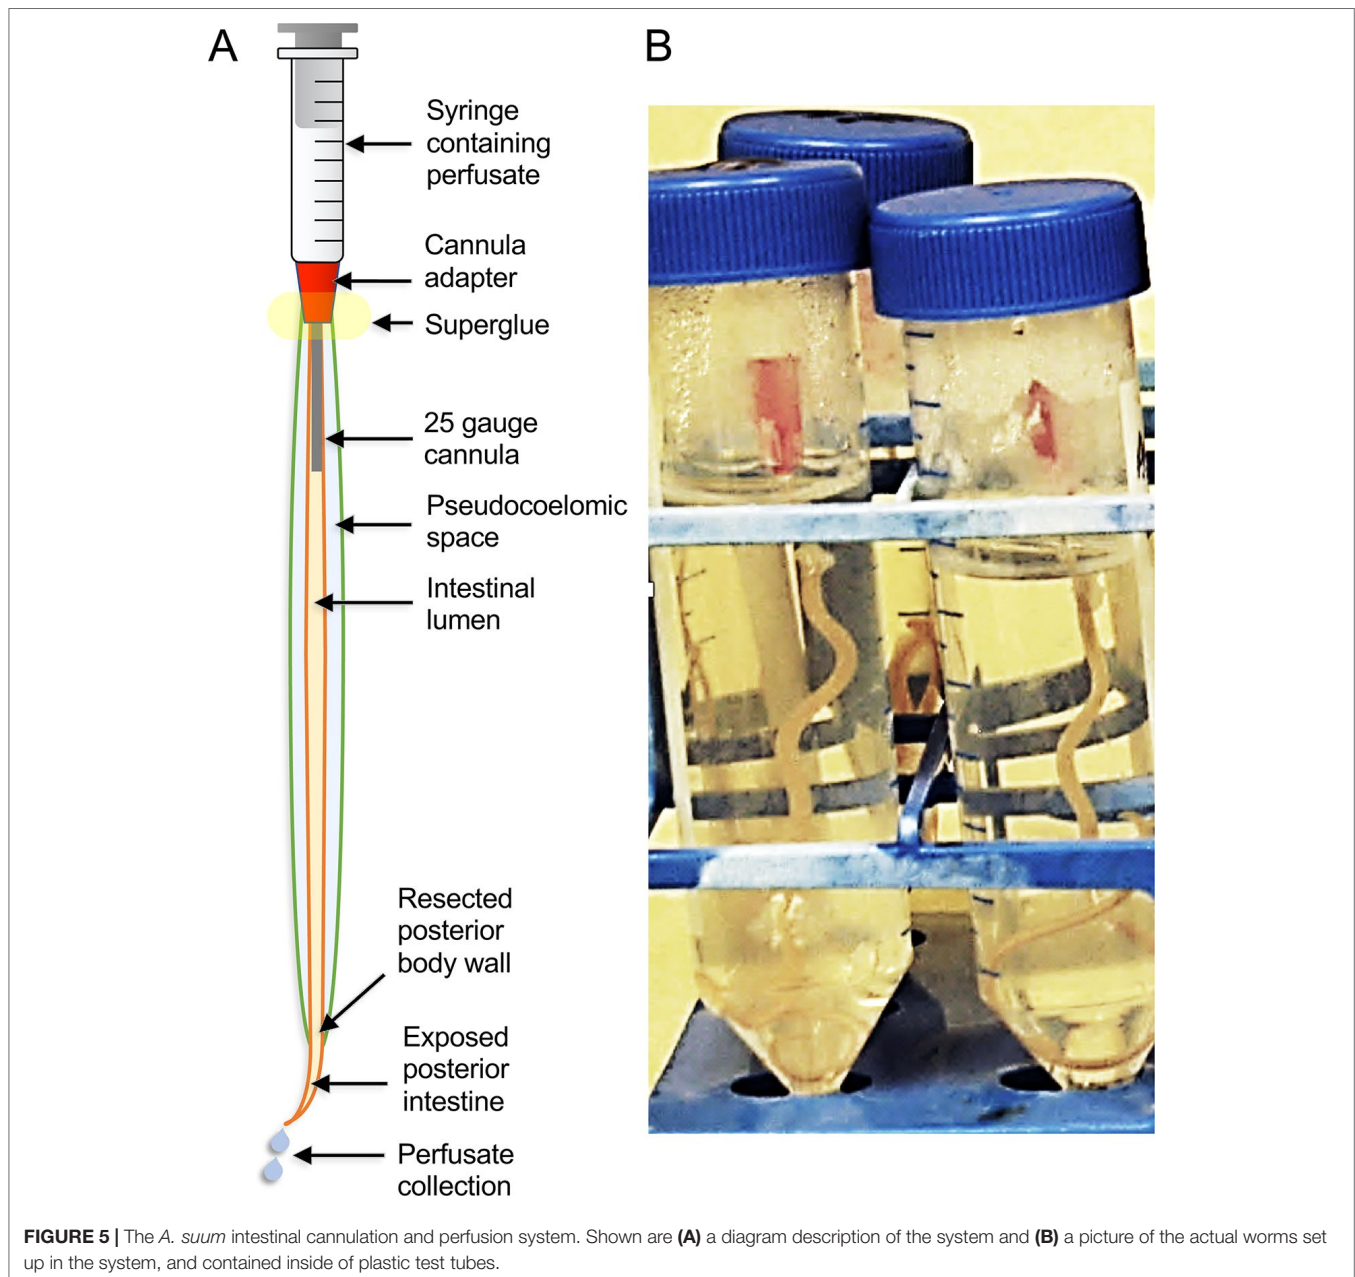 A
Syringe
containing
perfusate
Cannula
adapter
Superglue
25 gauge
cannula
Pseudocoelomic
space
Intestinal
lumen
Resected
posterior
body wall
Exposed
posterior
intestine
Perfusate
collection
B
FIGURE 5 | The A. suum intestinal cannulation and perfusion system. Shown are (A) a diagram description of the system and (B) a picture of the actual worms set
up in the system, and contained inside of plastic test tubes.